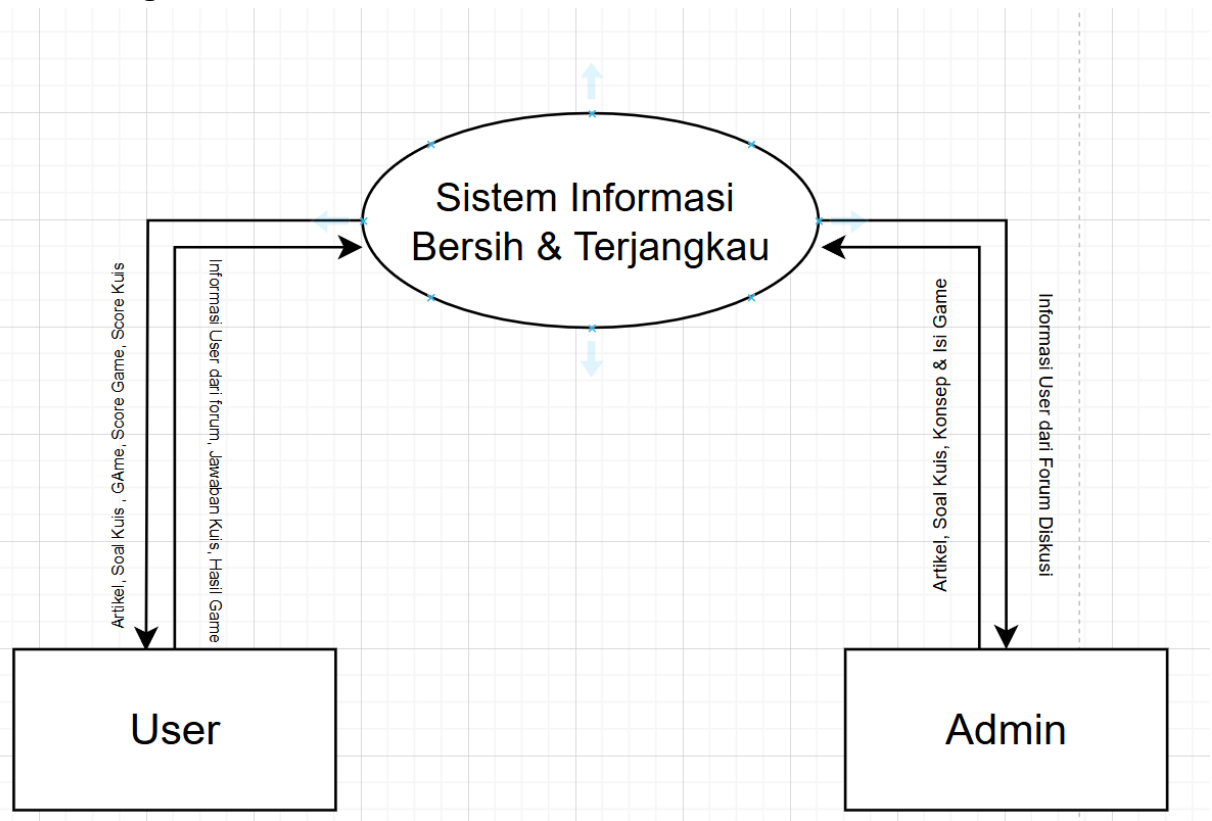 Sistem Informasi
Bersih & Terjangkau
Artikel, Soal Kuis , GAme, Score Game, Score Kuis
Informasi User dari forum, Jawaban Kuis, Hasil Game
Artikel, Soal Kuis, Konsep & Isi Game
Informasi User dari Forum Diskusi
User
Admin